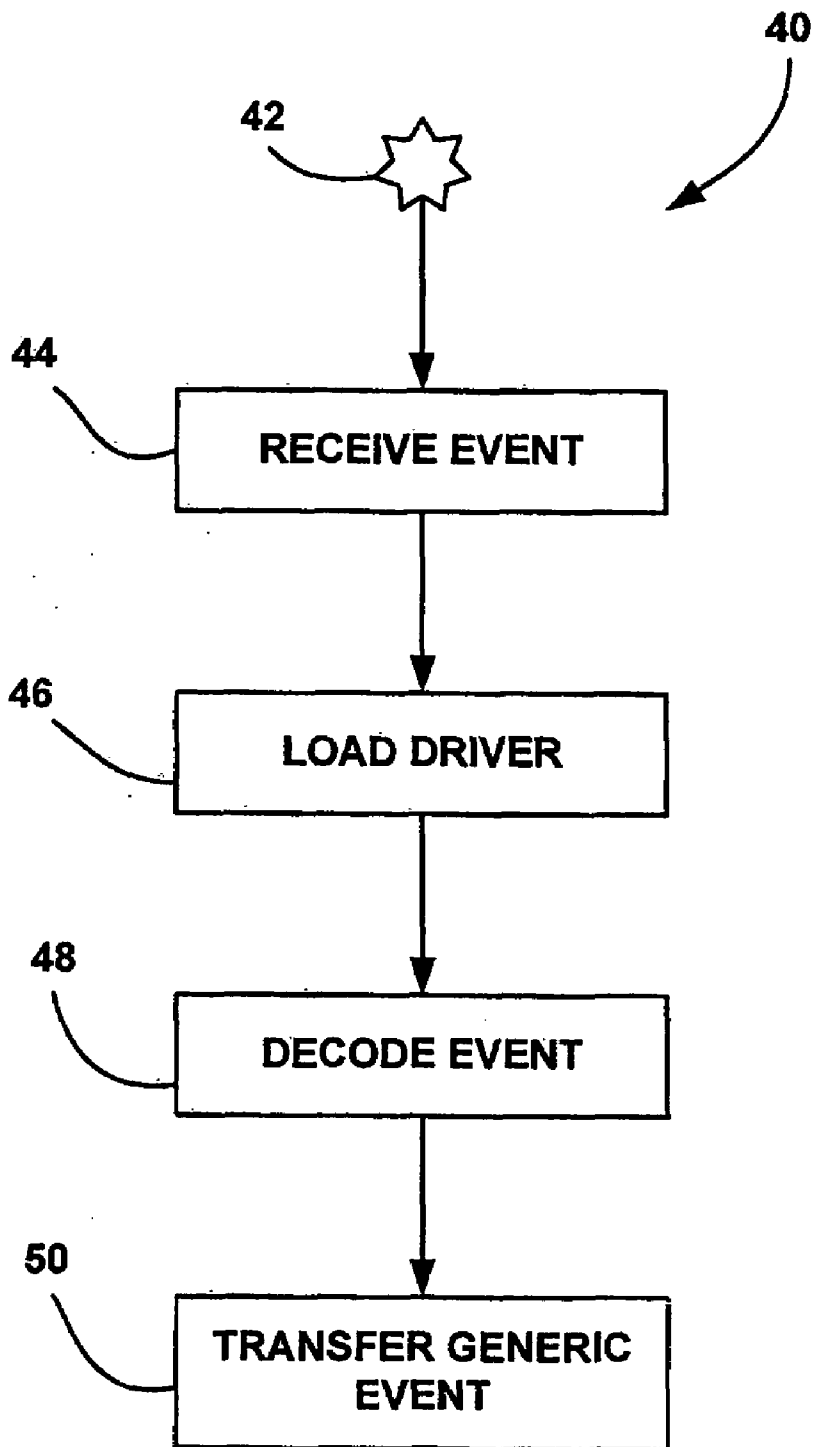 40
42
44
RECEIVE EVENT
46
LOAD DRIVER
48
DECODE EVENT
50
TRANSFER GENERIC
EVENT